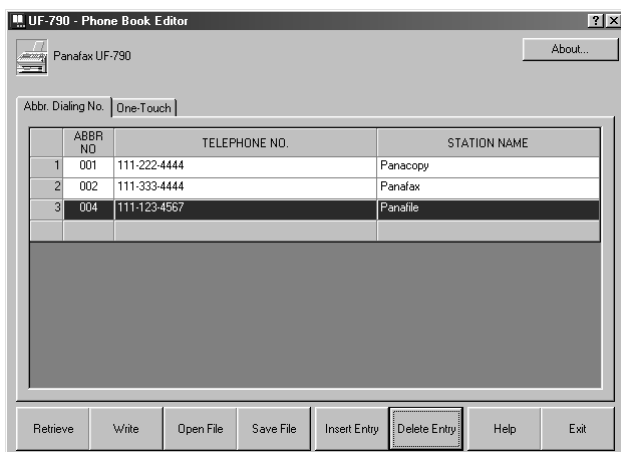 UF-790 - Phone Book Editor
Panafax UF-790
About...
Abbr. Dialing No. One-Touch
ABBR NO TELEPHONE NO. STATION NAME
1 001 111-222-4444 Panacopy
2 002 111-333-4444 Panafax
3 004 111-123-4567 Panafile
Retrieve Write Open File Save File Insert Entry Delete Entry Help Exit